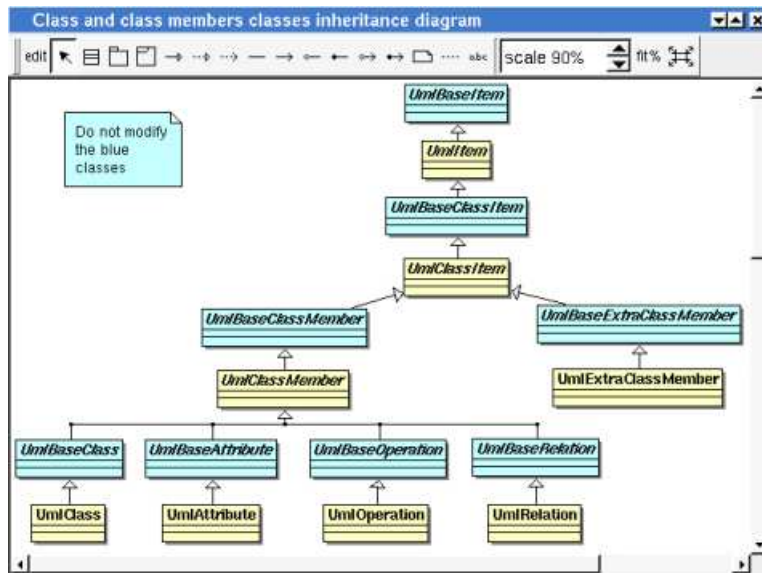 Class and class members classes inheritance diagram
edit abc scale 90% fit%
UmlBaseItem
Do not modify
the blue
classes
UmlItem
UmlBaseClassItem
UmlClassItem
UmlBaseClassMember UmlBaseExtraClassMember
UmlClassMember UmlExtraClassMember
UmlBaseClass UmlBaseAttribute UmlBaseOperation UmlBaseRelation
UmlClass UmlAttribute UmlOperation UmlRelation